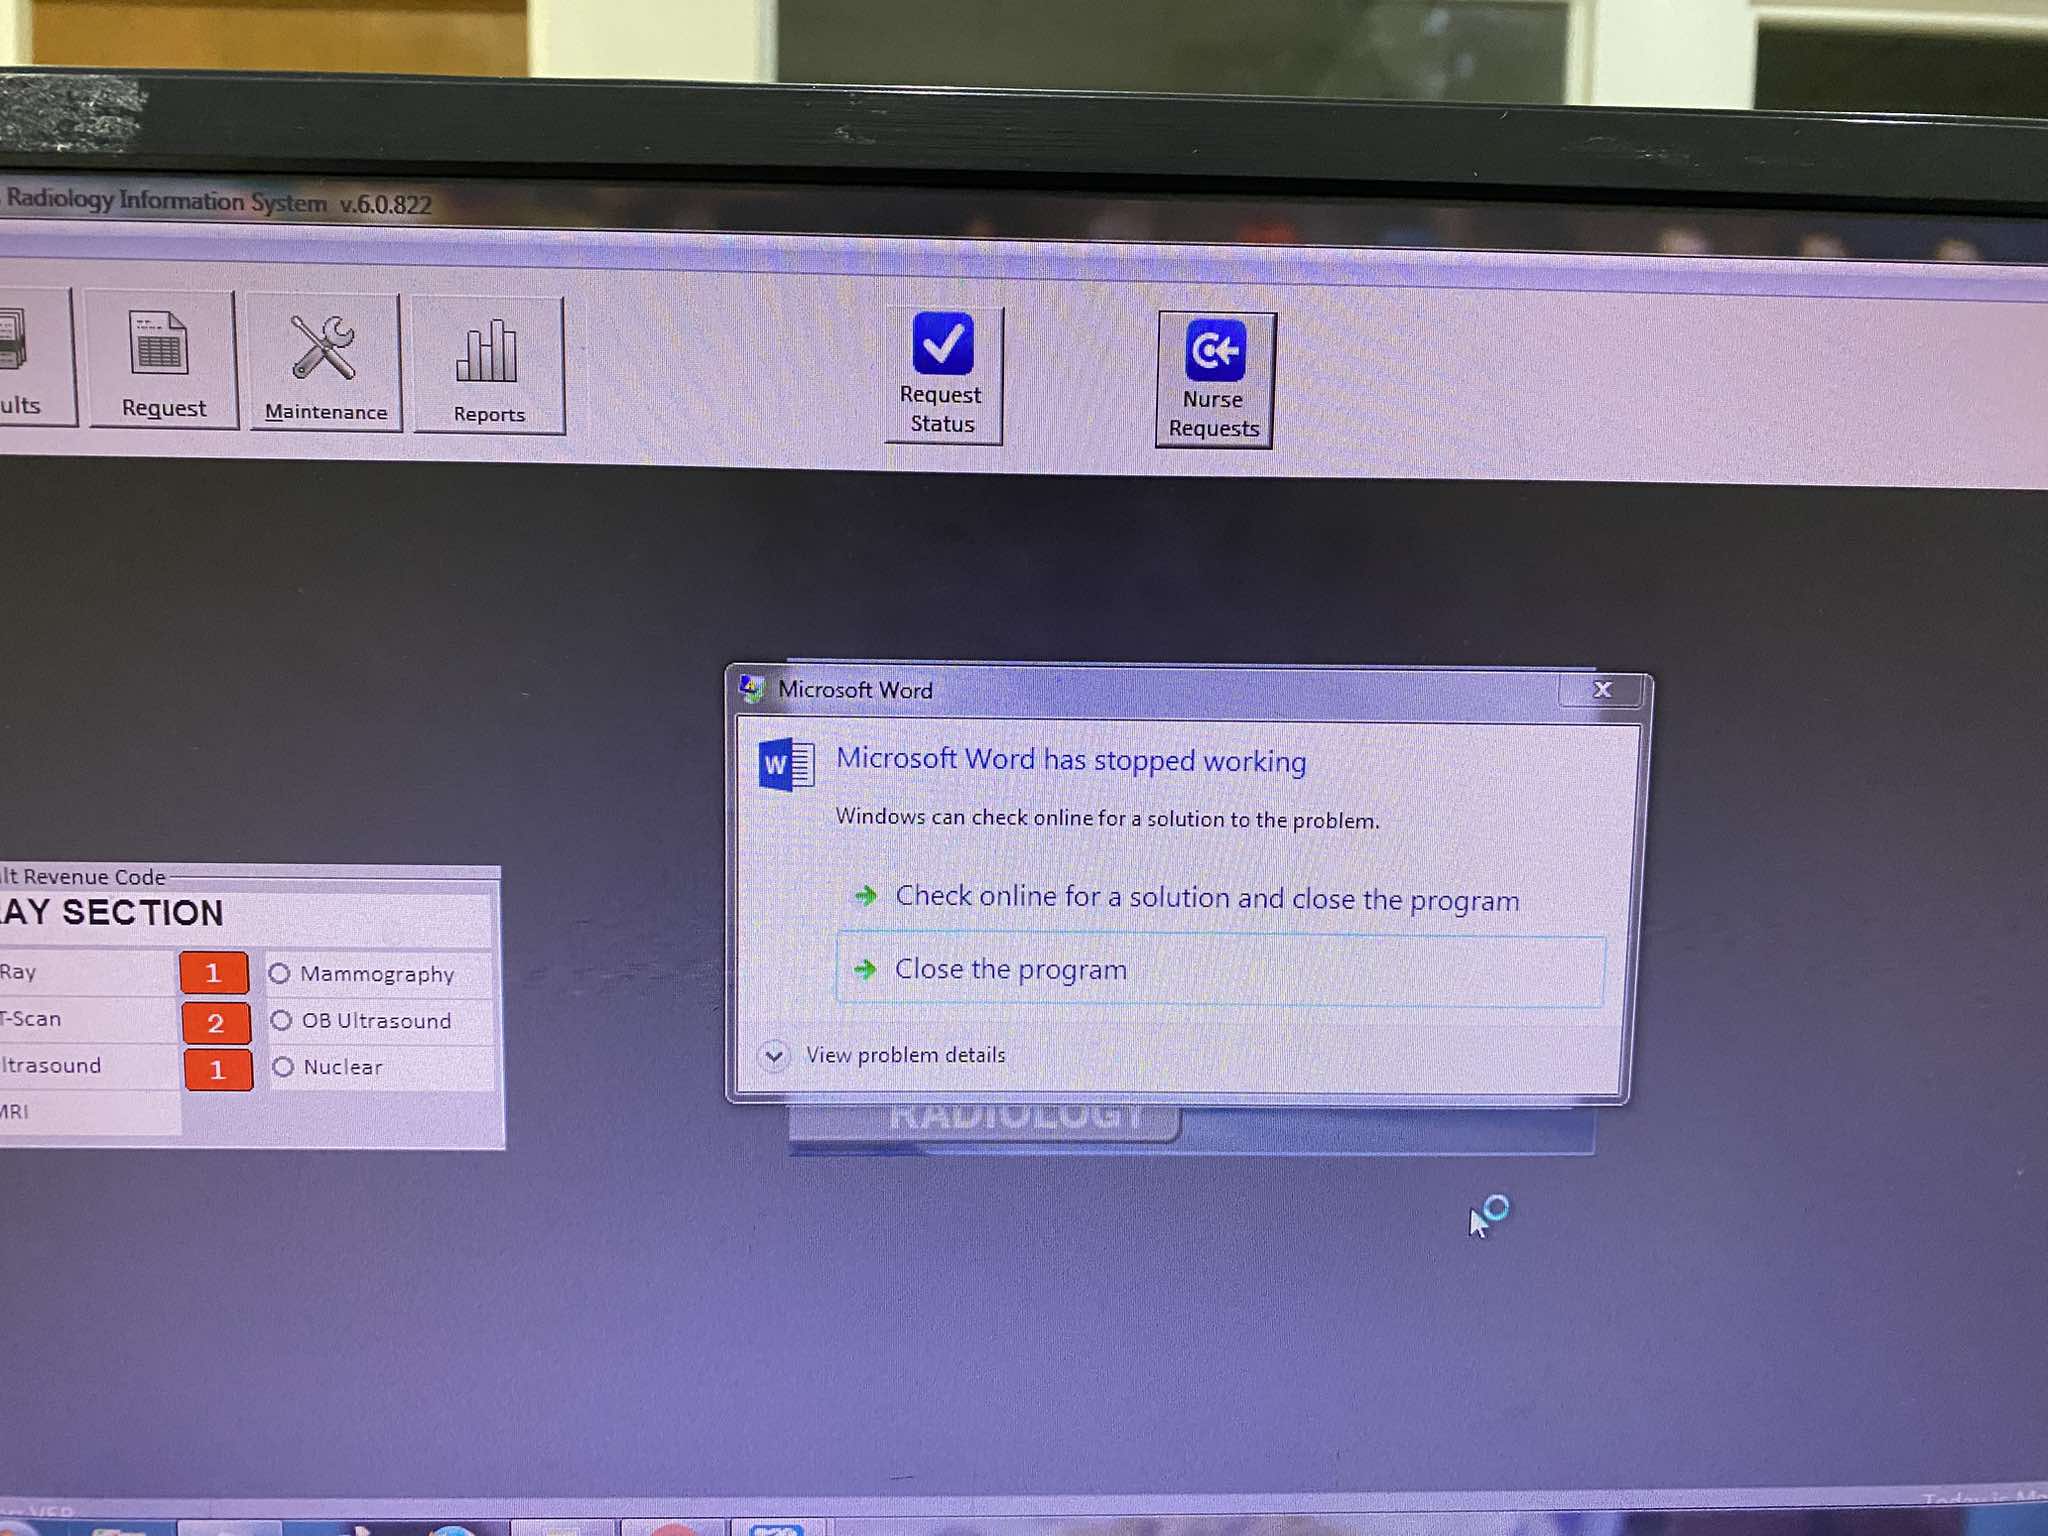 Radiology Information System v.6.0.822
ults
Request
Maintenance
Reports
Request
Status
Nurse
Requests
Microsoft Word
X
W
Microsoft Word has stopped working
Windows can check online for a solution to the problem.
Check online for a solution and close the program
Close the program
View problem details
lt Revenue Code
AY SECTION
Ray
1
Mammography
T-Scan
2
OB Ultrasound
ltrasound
1
Nuclear
MRI
RADIOLOGY